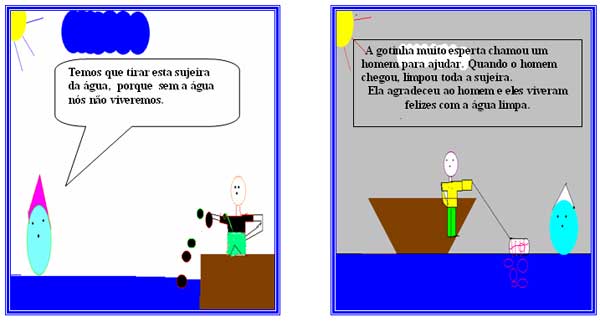 Temos que tirar esta sujeira
da água, porque sem a água
nós não viveremos.
A gotinha muito esperta chamou um
homem para ajudar. Quando o homem
chegou, limpou toda a sujeira.
Ela agradeceu ao homem e eles viveram
felizes com a água limpa.